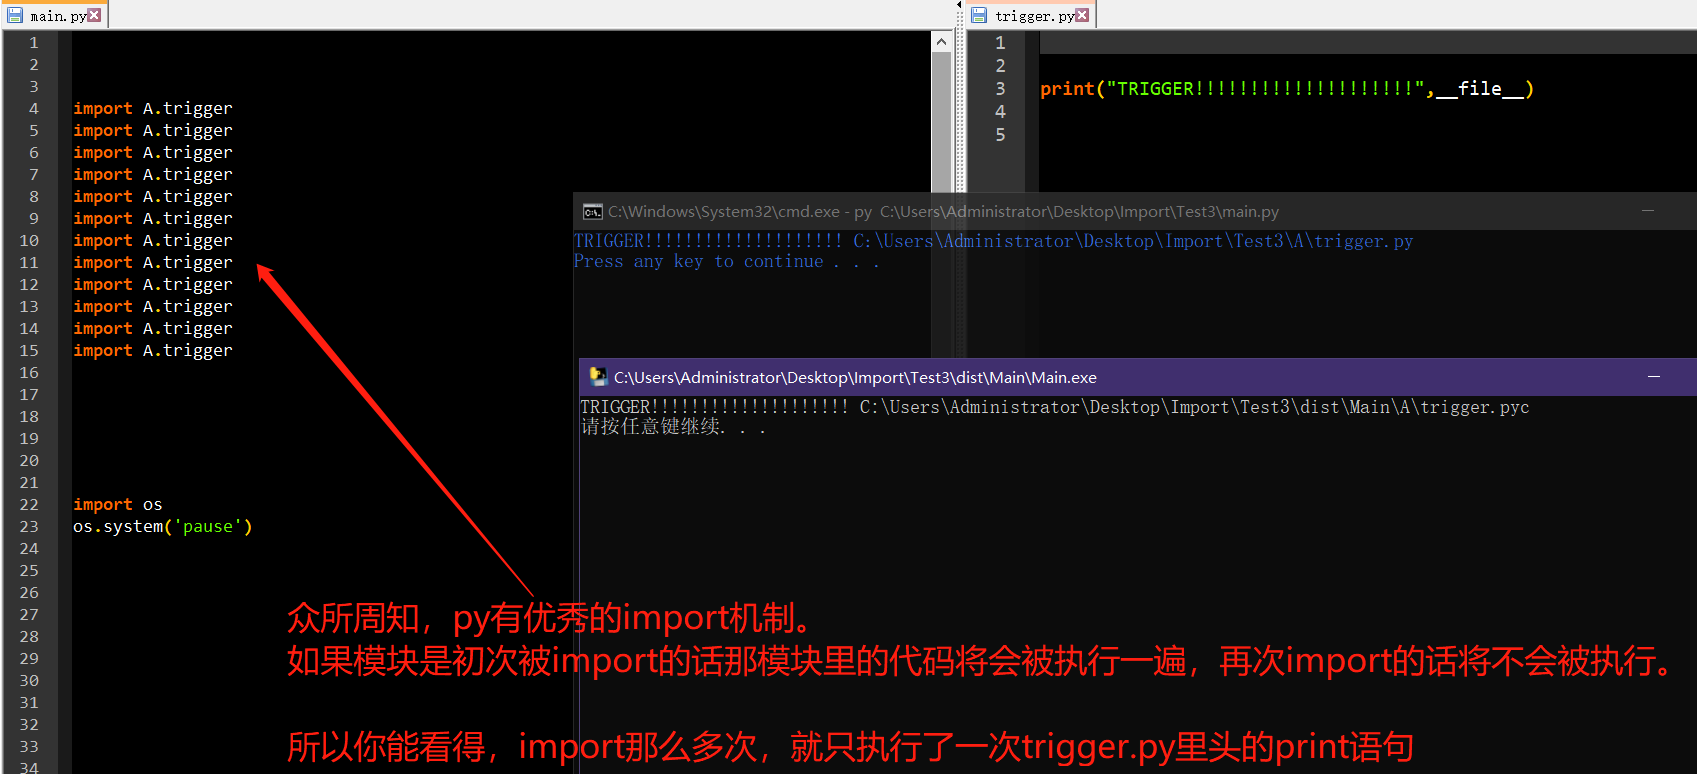 main.py
trigger.py
1
2
3
4 import A.trigger
5 import A.trigger
6 import A.trigger
7 import A.trigger
8 import A.trigger
9 import A.trigger
10 import A.trigger
11 import A.trigger
12 import A.trigger
13 import A.trigger
14 import A.trigger
15 import A.trigger
16
17
18
19
20
21
22 import os
23 os.system('pause')
24
25
26
27
28
29
30
31
32
33
34
1
2
3 print("TRIGGER!!!!!!!!!!!!!!!!!!!!",__file__)
4
5
C:\Windows\System32\cmd.exe - py C:\Users\Administrator\Desktop\Import\Test3\main.py
TRIGGER!!!!!!!!!!!!!!!!!!!! C:\Users\Administrator\Desktop\Import\Test3\A\trigger.py
Press any key to continue . . .
C:\Users\Administrator\Desktop\Import\Test3\dist\Main\Main.exe
TRIGGER!!!!!!!!!!!!!!!!!!!! C:\Users\Administrator\Desktop\Import\Test3\dist\Main\A\trigger.pyc
请按任意键继续. . .
众所周知，py有优秀的import机制。
如果模块是初次被import的话那模块里的代码将会被执行一遍，再次import的话将不会被执行。
所以你能看得，import那么多次，就只执行了一次trigger.py里头的print语句